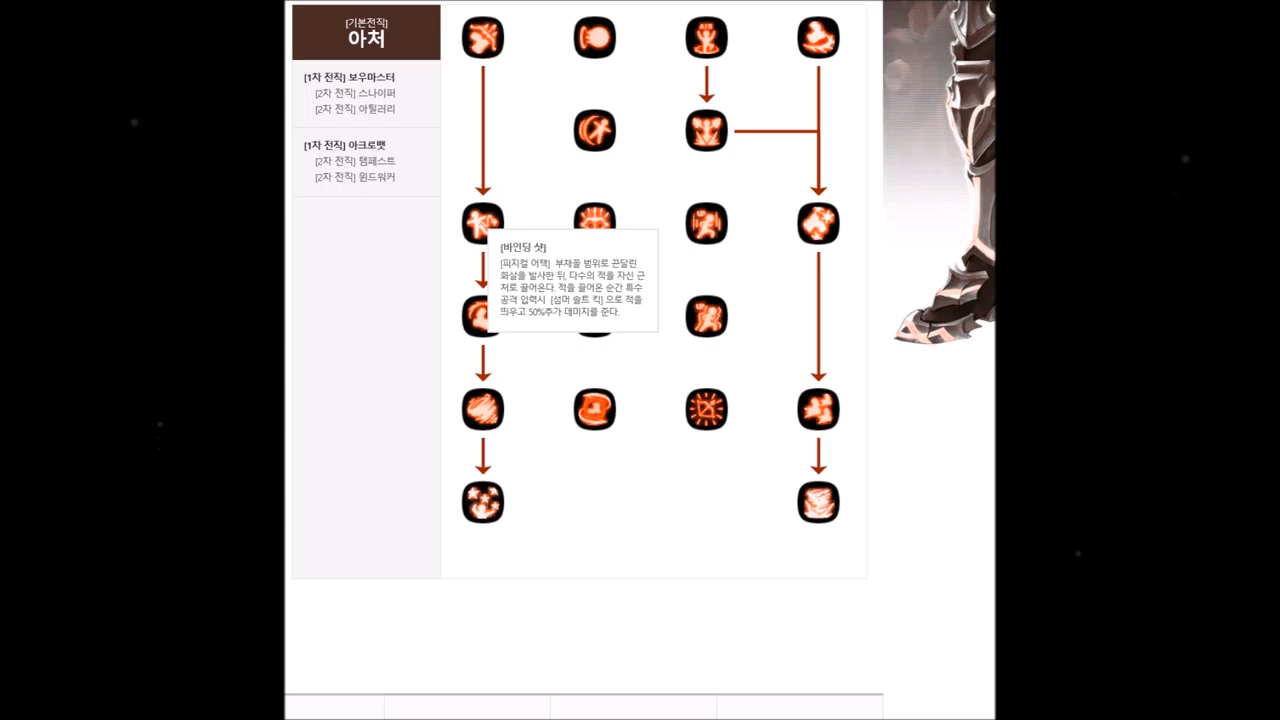 [기본전직]
아처
[1차 전직] 보우마스터
[2차 전직] 스나이퍼
[2차 전직] 아틸러리
[1차 전직] 아크로뱃
[2차 전직] 템페스트
[2차 전직] 윈드워커
[바인딩 샷]
[피지컬 어택] 부채꼴 범위로 끈달린
화살을 발사한 뒤, 다수의 적을 자신 근
처로 끌어온다. 적을 끌어온 순간 특수
공격 입력시 [섬머 솔트 킥] 으로 적을
띄우고 50%추가 데미지를 준다.